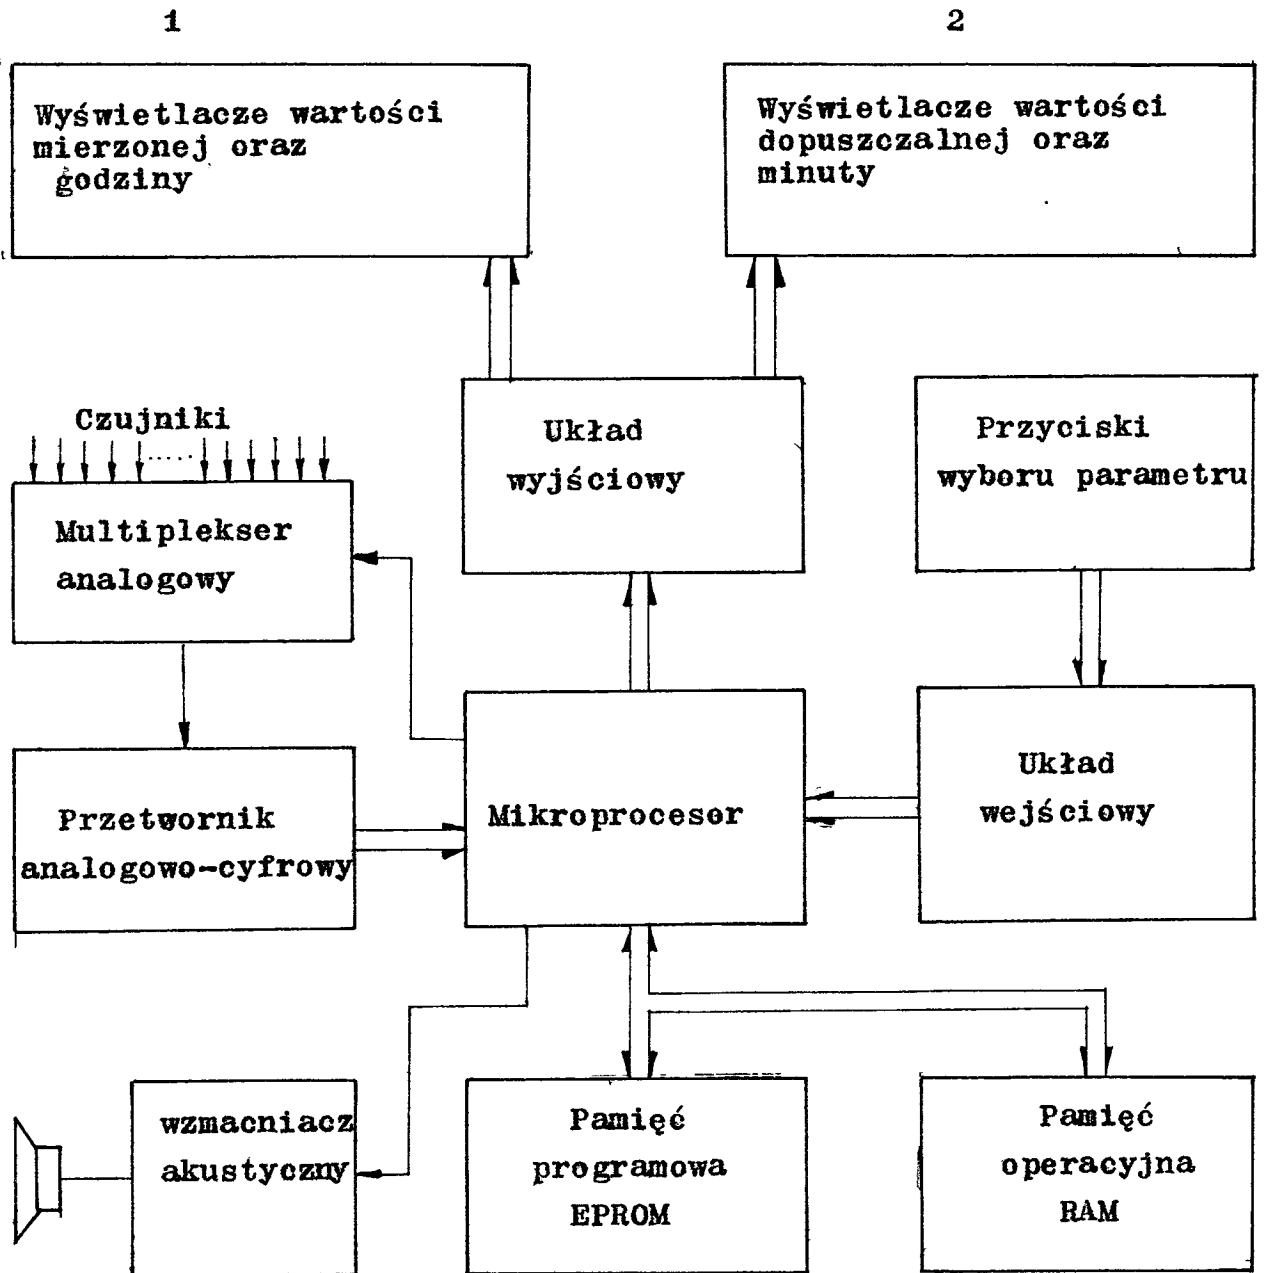 1
2
Wyświetlacze wartości
mierzonej oraz
godziny
Wyświetlacze wartości
dopuszczalnej oraz
minuty
Czujniki
Układ
wyjściowy
Przyciski
wyboru parametru
Multiplekser
analogowy
Przetwornik
analogowo-cyfrowy
Mikroprocesor
Układ
wejściowy
wzmacniacz
akustyczny
Pamięć
programowa
EPROM
Pamięć
operacyjna
RAM